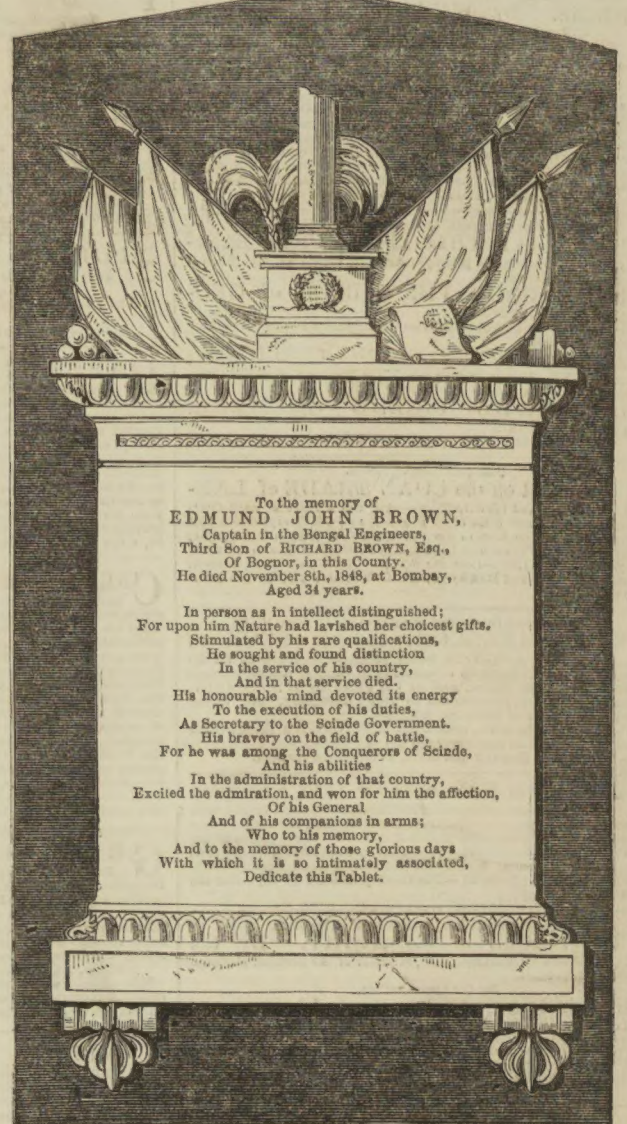 To the memory of
EDMUND JOHN BROWN,
Captain in the Bengal Engineers,
Third Son of RICHARD BROWN, Esq.,
Of Bognor, in this County.
He died November 8th, 1848, at Bombay,
Aged 34 years.
In person as in intellect distinguished;
For upon him Nature had lavished her choicest gifts.
Stimulated by his rare qualifications,
He sought and found distinction
In the service of his country,
And in that service died.
His honourable mind devoted its energy
To the execution of his duties,
As Secretary to the Scinde Government.
His bravery on the field of battle,
For he was among the Conquerors of Scinde,
And his abilities
In the administration of that country,
Excited the admiration, and won for him the affection,
Of his General
And of his companions in arms;
Who to his memory,
And to the memory of those glorious days
With which it is so intimately associated,
Dedicate this Tablet.